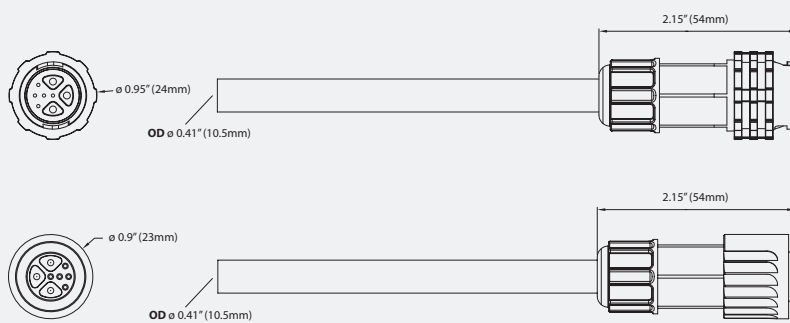 2.15" (54mm)
ø 0.95" (24mm)
OD ø 0.41" (10.5mm)
2.15" (54mm)
ø 0.9" (23mm)
OD ø 0.41" (10.5mm)